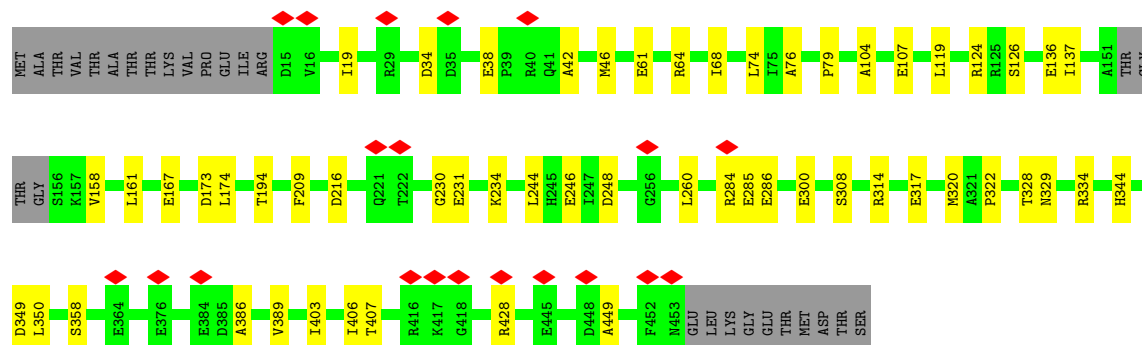 MET ALA THR VAL THR ALA THR THR LYS VAL PRO GLU ILE ARG D15 V16 I19 R29 D34 D35 E38 P39 R40 Q41 A42 M46 E61 R64 I68 L74 I75 A76 P79 A104 E107 L119 R124 R125 S126 E136 I137 A151 THR
THR GLY S156 K157 V158 L161 E167 D173 L174 T194 F209 D216 Q221 T222 G230 E231 K234 L244 H245 E246 I247 D248 G256 L260 R284 E285 E286 E300 S308 R314 E317 M320 A321 P322 T328 N329 R334 H344
D349 L350 S358 E364 E376 E384 D385 A386 V389 I403 I406 T407 R416 K417 G418 R428 E445 D448 A449 F452 N453 GLU LEU LYS GLY GLU THR MET ASP THR SER